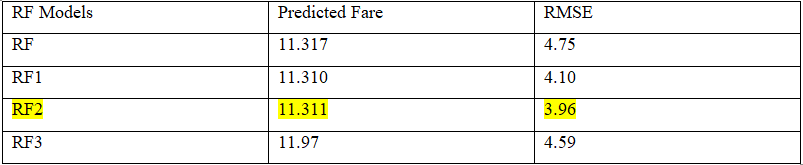 RF Models Predicted Fare RMSE
RF 11.317 4.75
RF1 11.310 4.10
RF2 11.311 3.96
RF3 11.97 4.59